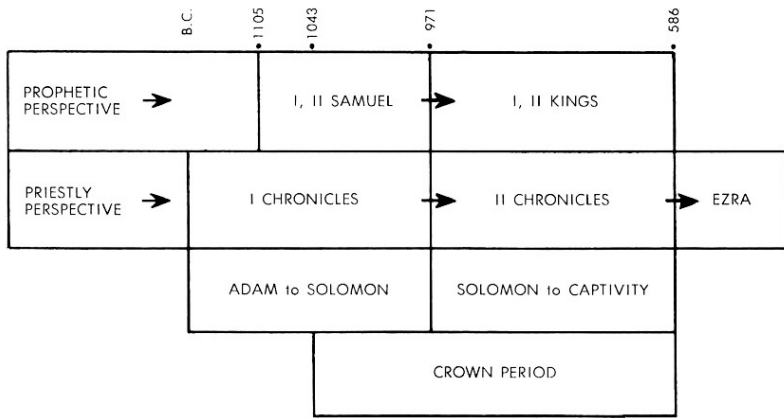 B.C.
1105
1043
971
586
PROPHETIC
PERSPECTIVE
I, II SAMUEL
I, II KINGS
PRIESTLY
PERSPECTIVE
I CHRONICLES
II CHRONICLES
EZRA
ADAM to SOLOMON
SOLOMON to CAPTIVITY
CROWN PERIOD